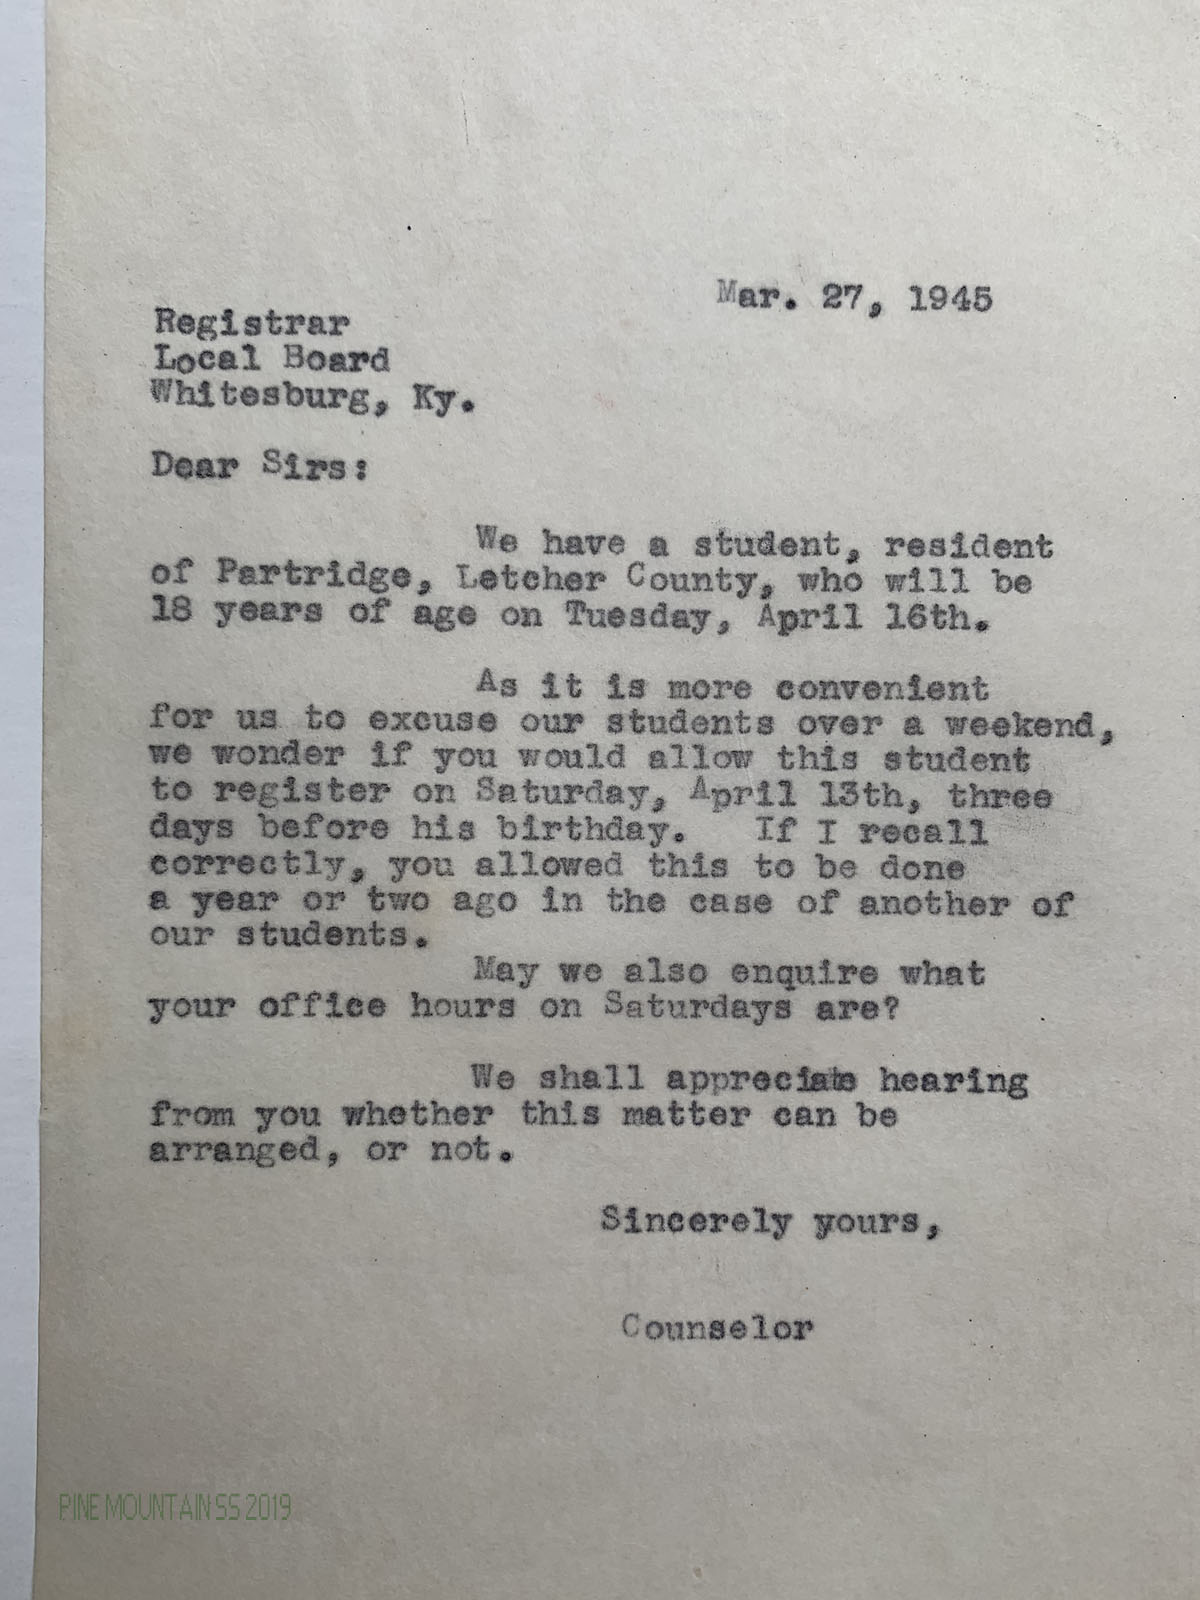 Mar. 27, 1945
Registrar
Local Board
Whitesburg, Ky.
Dear Sirs:
We have a student, resident
of Partridge, Letcher County, who will be
18 years of age on Tuesday, April 16th.
As it is more convenient
for us to excuse our students over a weekend,
we wonder if you would allow this student
to register on Saturday, April 13th, three
days before his birthday. If I recall
correctly, you allowed this to be done
a year or two ago in the case of another of
our students.
May we also enquire what
your office hours on Saturdays are?
We shall appreciate hearing
from you whether this matter can be
arranged, or not.
Sincerely yours,
Counselor
PINE MOUNTAIN SS 2019